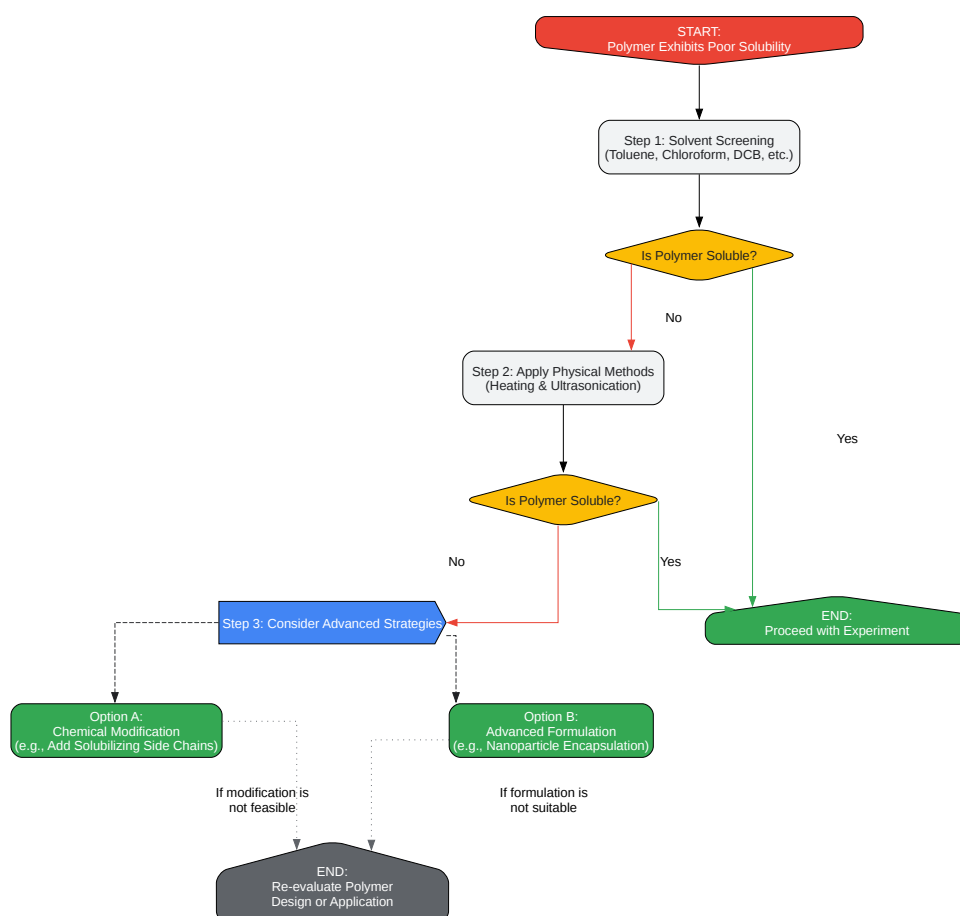 START:
Polymer Exhibits Poor Solubility
Step 1: Solvent Screening
(Toluene, Chloroform, DCB, etc.)
Is Polymer Soluble?
No
Step 2: Apply Physical Methods
(Heating & Ultrasonication)
Yes
Is Polymer Soluble?
No
Yes
Step 3: Consider Advanced Strategies
END:
Proceed with Experiment
Option A:
Chemical Modification
(e.g., Add Solubilizing Side Chains)
Option B:
Advanced Formulation
(e.g., Nanoparticle Encapsulation)
If modification is
not feasible
If formulation is
not suitable
END:
Re-evaluate Polymer
Design or Application